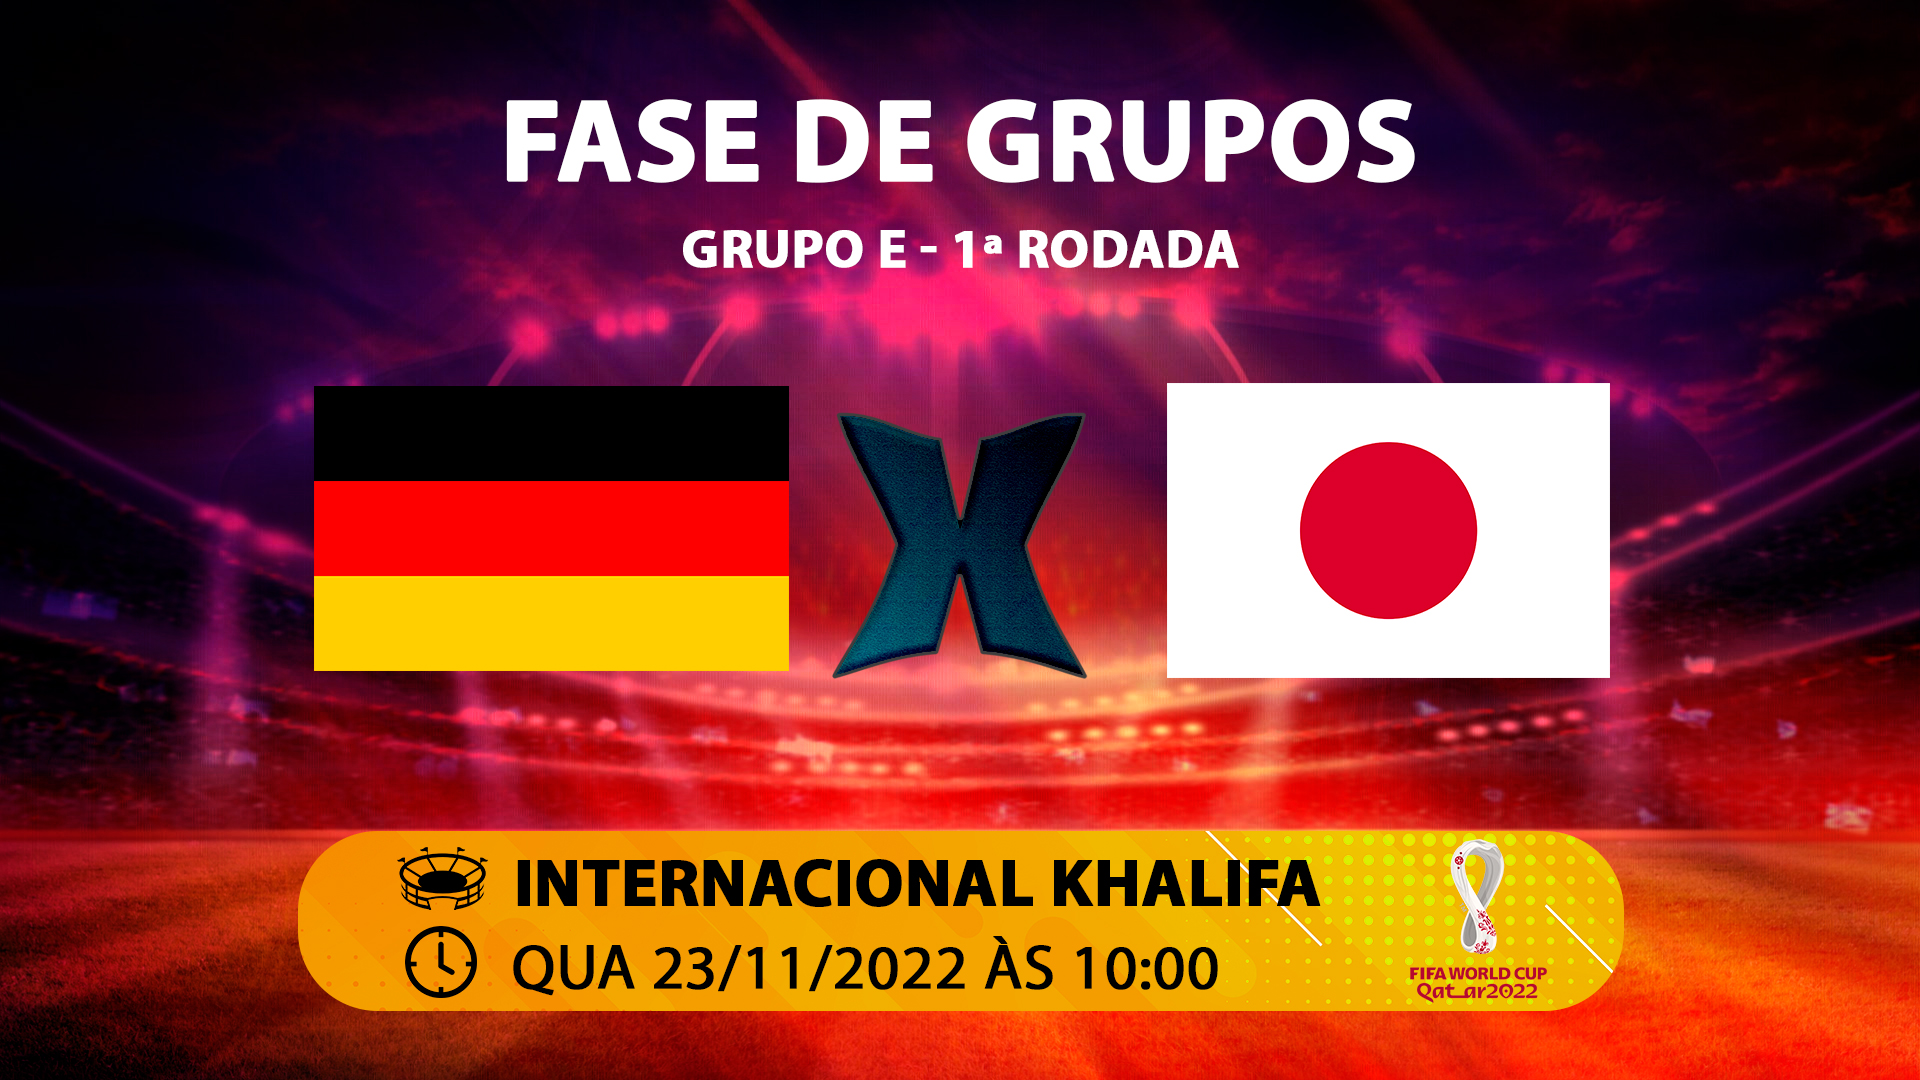 FASE DE GRUPOS
GRUPO E - 1ª RODADA
X
INTERNACIONAL KHALIFA
QUA 23/11/2022 ÀS 10:00
FIFA WORLD CUP
Qatar2022